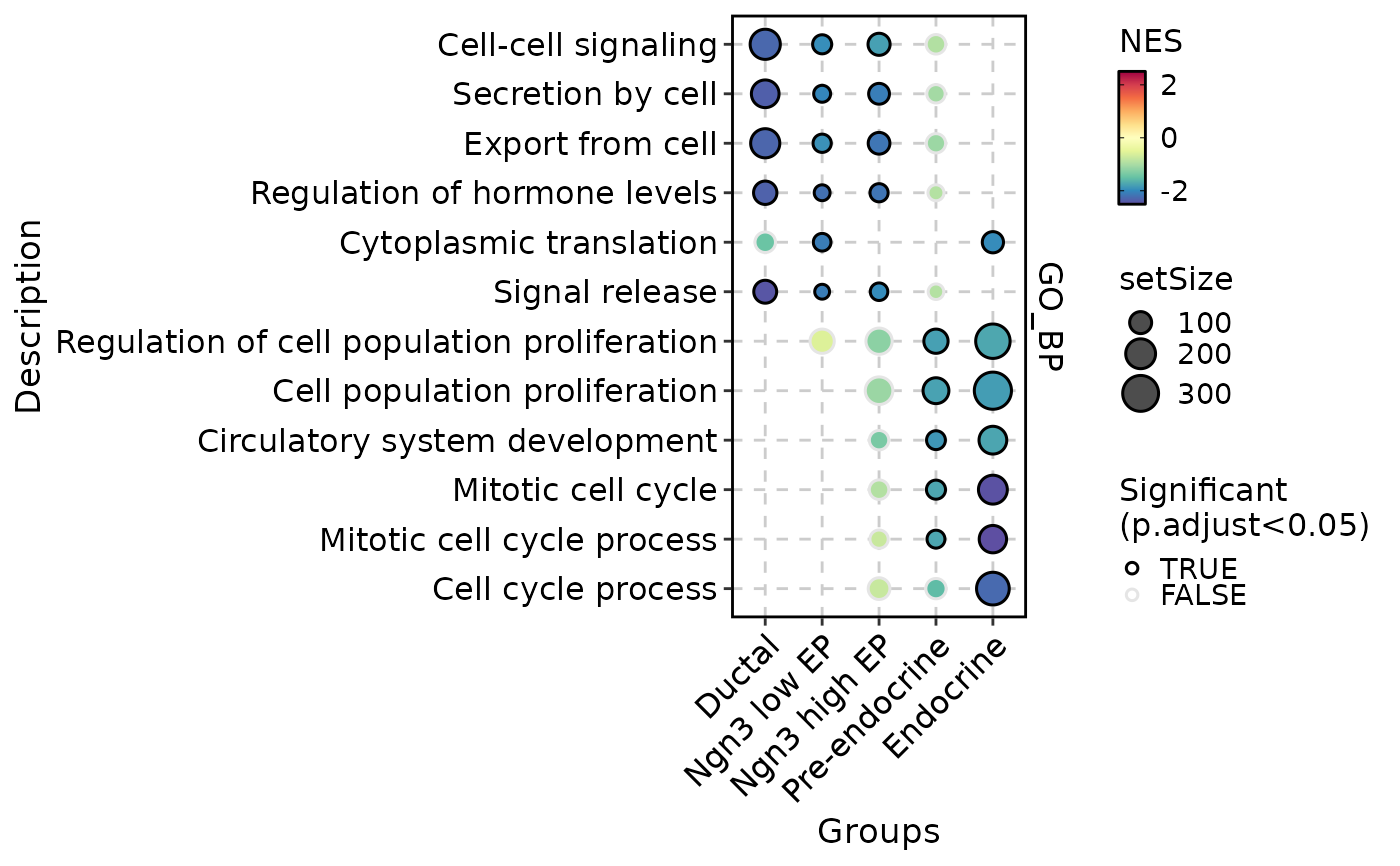 Description
Cell-cell signaling
Secretion by cell
Export from cell
Regulation of hormone levels
Cytoplasmic translation
Signal release
Regulation of cell population proliferation
Cell population proliferation
Circulatory system development
Mitotic cell cycle
Mitotic cell cycle process
Cell cycle process
Ductal
Ngn3 low EP
Ngn3 high EP
Pre-endocrine
Endocrine
Groups
GO_BP
NES
2
0
-2
setSize
100
200
300
Significant
(p.adjust<0.05)
TRUE
FALSE